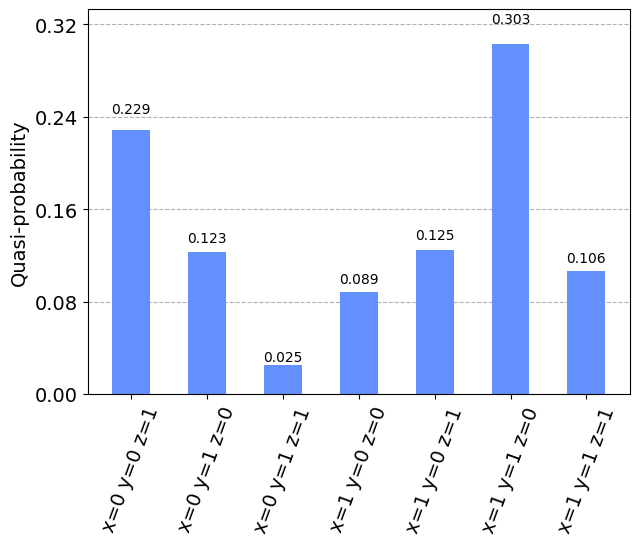 Quasi-probability
0.32
0.24
0.16
0.08
0.00
0.229
0.123
0.025
0.089
0.125
0.303
0.106
x=0 y=0 z=1
x=0 y=1 z=0
x=0 y=1 z=1
x=1 y=0 z=0
x=1 y=0 z=1
x=1 y=1 z=0
x=1 y=1 z=1